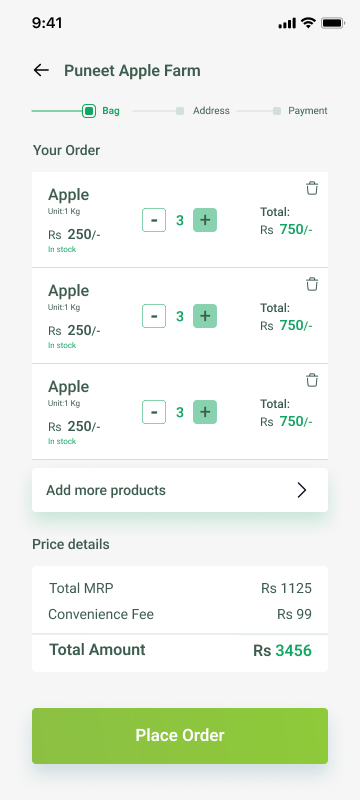 9:41
Puneet Apple Farm
Bag Address Payment
Your Order
Apple
Unit:1 Kg
Rs 250/-
In stock
- 3 +
Total:
Rs 750/-
Apple
Unit:1 Kg
Rs 250/-
In stock
- 3 +
Total:
Rs 750/-
Apple
Unit:1 Kg
Rs 250/-
In stock
- 3 +
Total:
Rs 750/-
Add more products
Price details
Total MRP Rs 1125
Convenience Fee Rs 99
Total Amount Rs 3456
Place Order